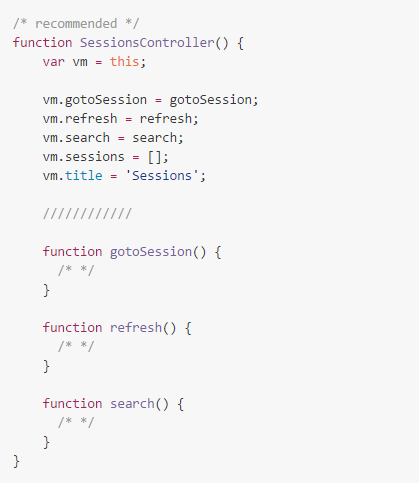 /* recommended */
function SessionsController() {
    var vm = this;

    vm.gotoSession = gotoSession;
    vm.refresh = refresh;
    vm.search = search;
    vm.sessions = [];
    vm.title = 'Sessions';

    ////////////

    function gotoSession() {
      /* */
    }

    function refresh() {
      /* */
    }

    function search() {
      /* */
    }
}